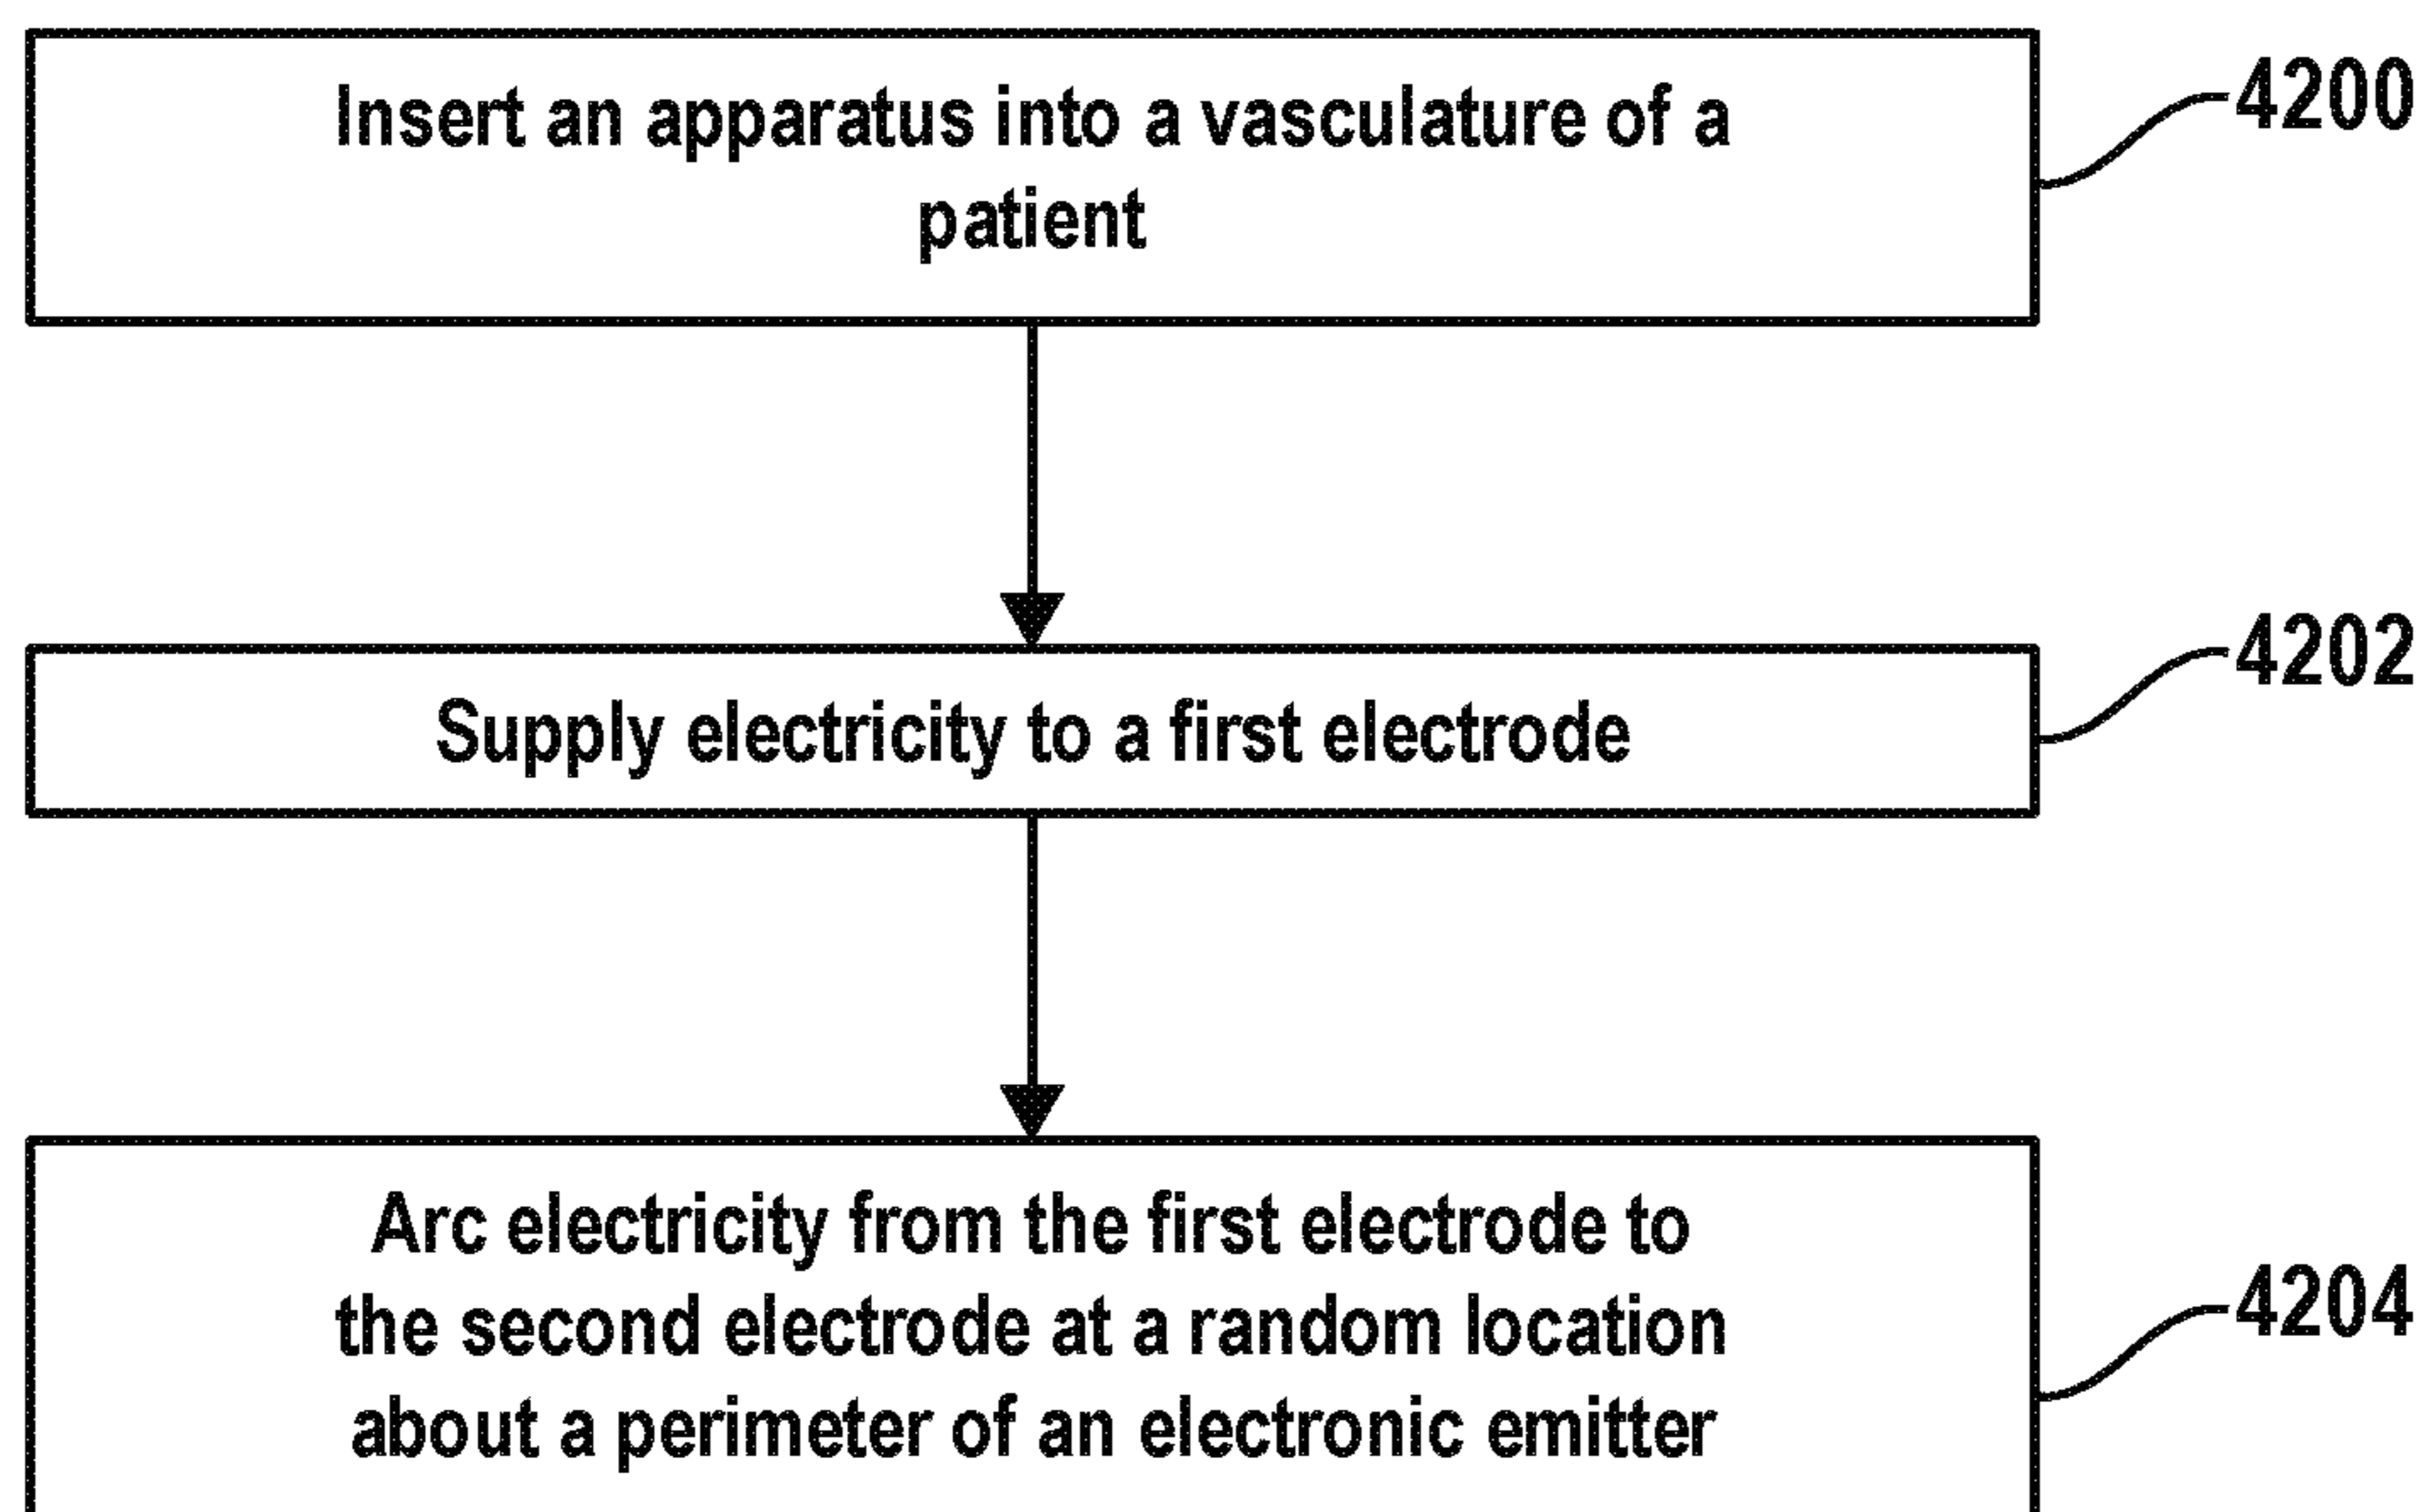 Insert an apparatus into a vasculature of a
patient
4200
Supply electricity to a first electrode
4202
Arc electricity from the first electrode to
the second electrode at a random location
about a perimeter of an electronic emitter
4204